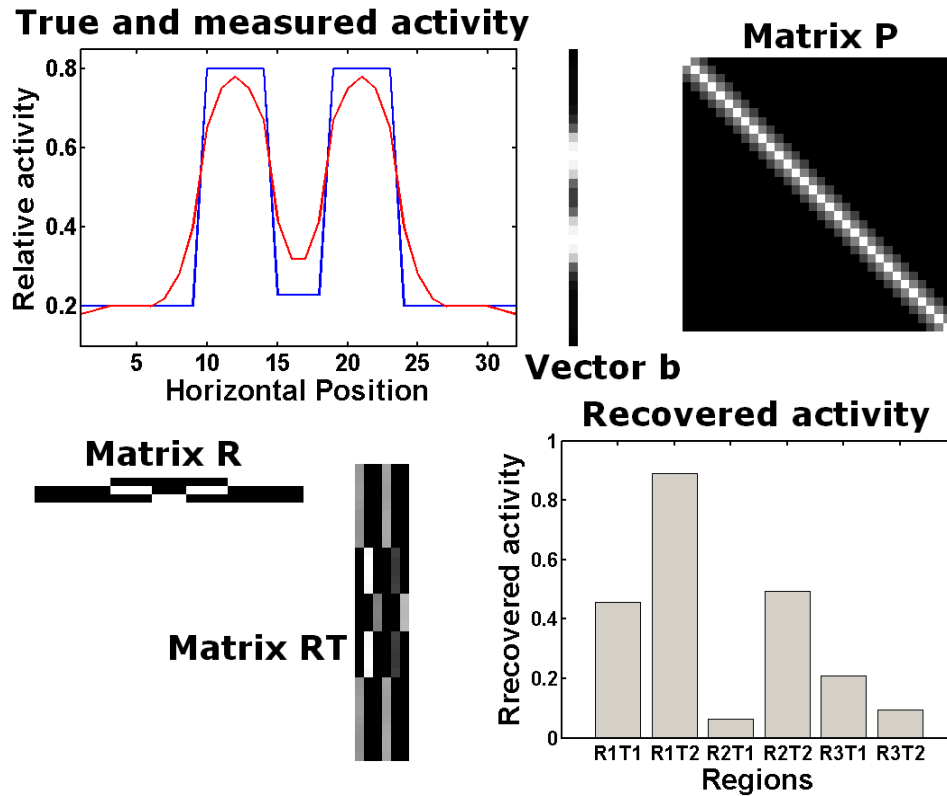 True and measured activity
0.8
0.6
0.4
0.2
Relative activity
5 10 15 20 25 30
Horizontal Position
Vector b
Matrix P
Matrix R
Matrix RT
Recovered activity
1
0.8
0.6
0.4
0.2
0
Rrecovered activity
R1T1 R1T2 R2T1 R2T2 R3T1 R3T2
Regions